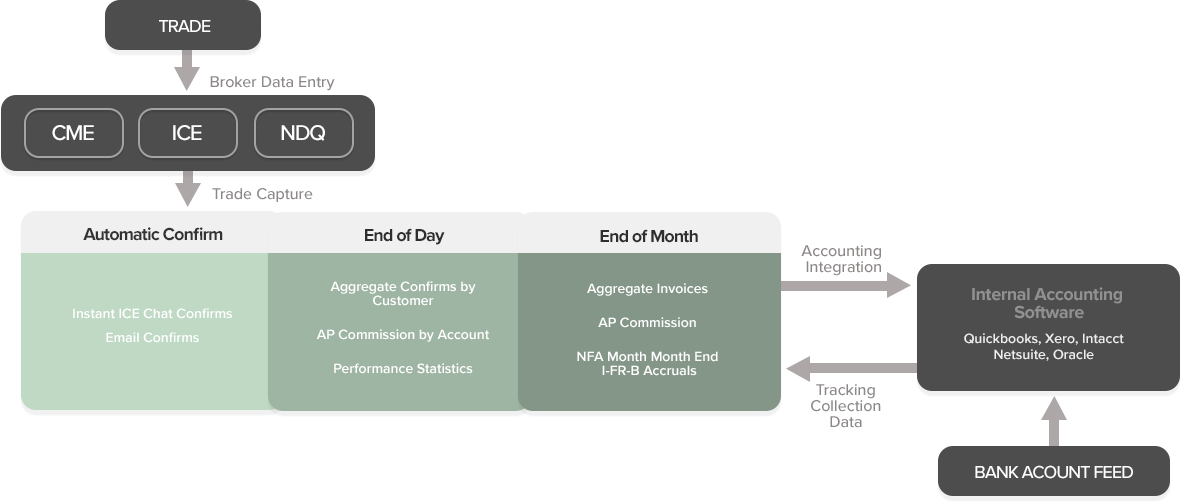 TRADE
Broker Data Entry
CME
ICE
NDQ
Trade Capture
Automatic Confirm
Instant ICE Chat Confirms
Email Confirms
End of Day
Aggregate Confirms by
Customer
AP Commission by Account
Performance Statistics
End of Month
Aggregate Invoices
AP Commission
NFA Month Month End
I-FR-B Accruals
Accounting
Integration
Tracking
Collection
Data
Internal Accounting
Software
Quickbooks, Xero, Intacct
Netsuite, Oracle
BANK ACOUNT FEED